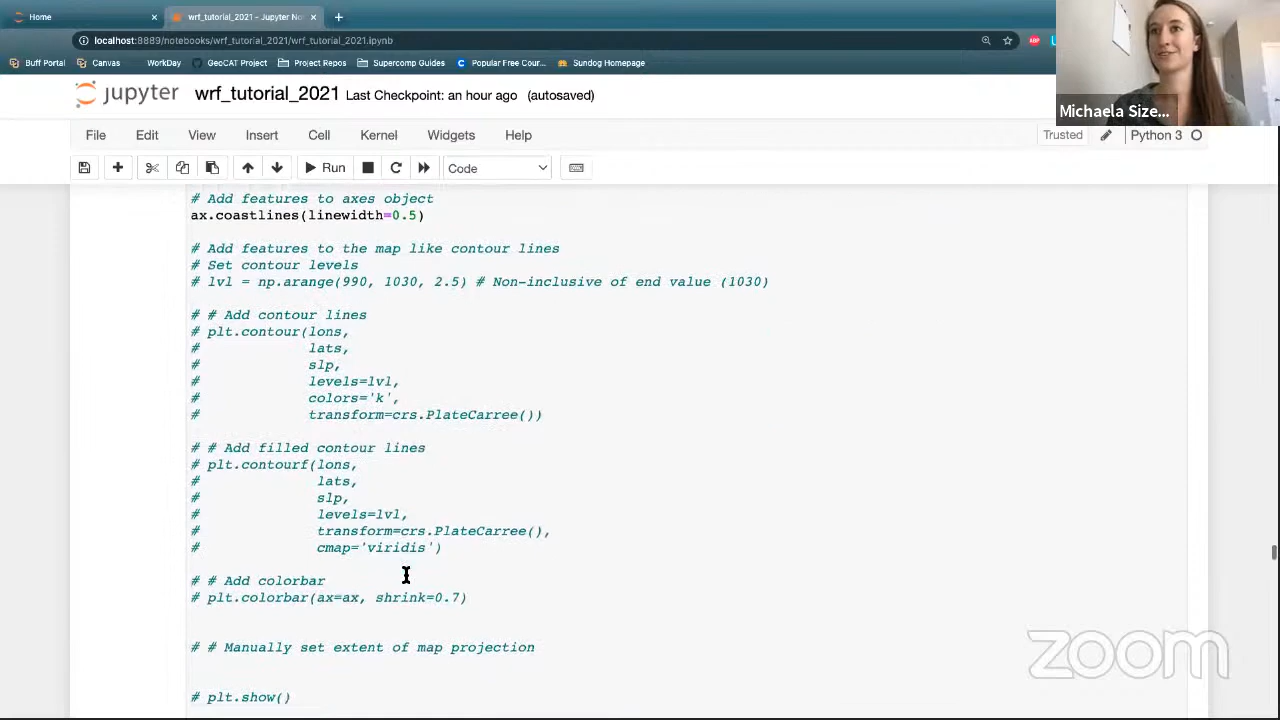 Home
wrf_tutorial_2021 - Jupyter No
localhost:8889/notebooks/wrf_tutorial_2021/wrf_tutorial_2021.ipynb
Buff Portal Canvas WorkDay GeoCAT Project Project Repos Supercomp Guides Popular Free Cour... Sundog Homepage
Michaela Size...
jupyter wrf_tutorial_2021 Last Checkpoint: an hour ago (autosaved)
File Edit View Insert Cell Kernel Widgets Help
Trusted Python 3
Run Code
# Add features to axes object
ax.coastlines(linewidth=0.5)
# Add features to the map like contour lines
# Set contour levels
# lvl = np.arange(990, 1030, 2.5) # Non-inclusive of end value (1030)
# # Add contour lines
# plt.contour(lons,
#             lats,
#             slp,
#             levels=lvl,
#             colors='k',
#             transform=crs.PlateCarree())
# # Add filled contour lines
# plt.contourf(lons,
#              lats,
#              slp,
#              levels=lvl,
#              transform=crs.PlateCarree(),
#              cmap='viridis')
# # Add colorbar
# plt.colorbar(ax=ax, shrink=0.7)
# # Manually set extent of map projection
# plt.show()
zoom